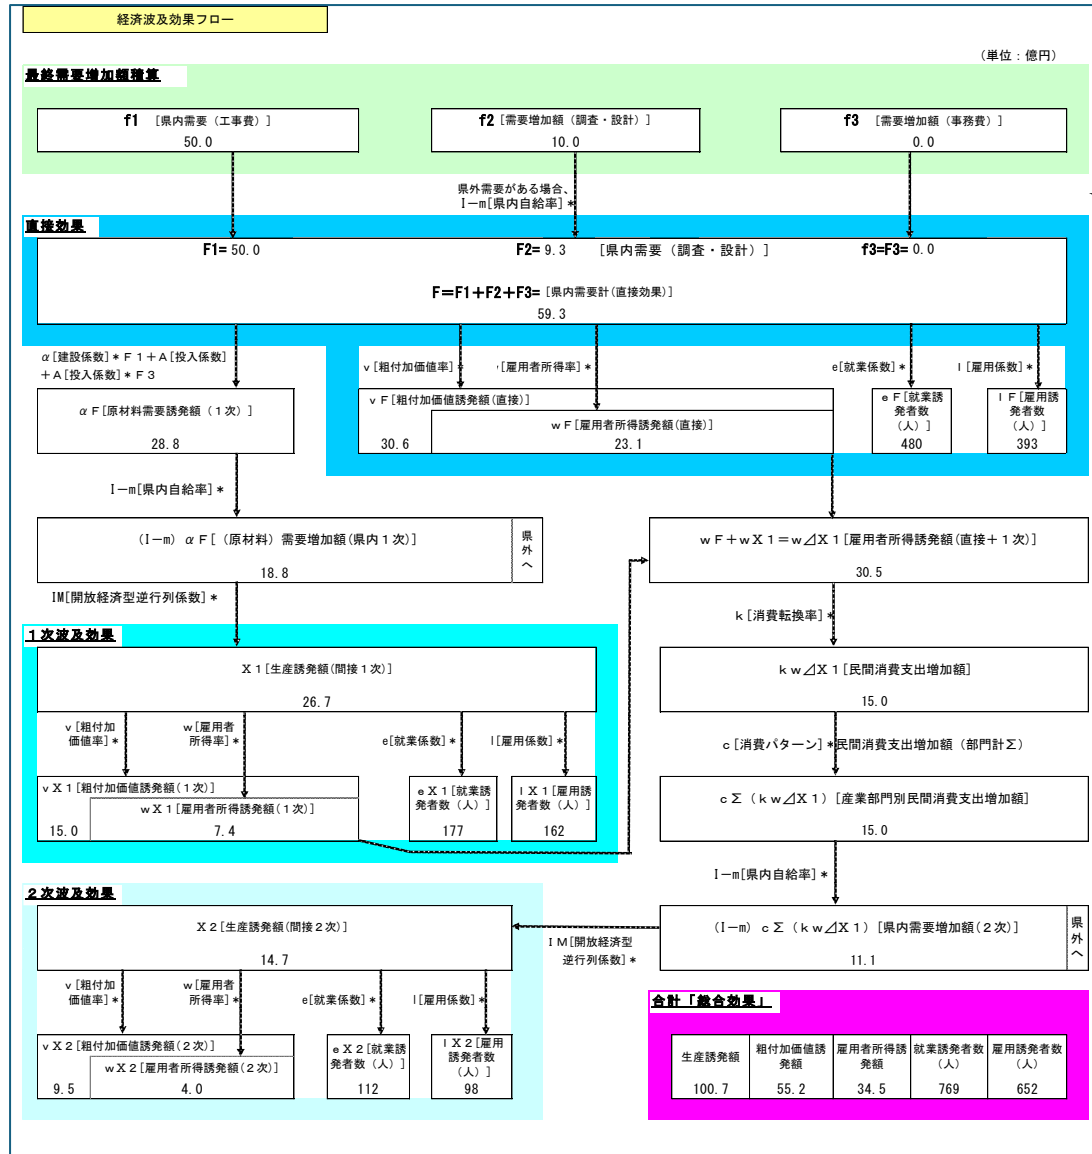 経済波及効果フロー
（単位：億円）
最終需要増加額積算
f1 [県内需要（工事費）]
50.0
f2 [需要増加額（調査・設計）]
10.0
f3 [需要増加額（事務費）]
0.0
県外需要がある場合、
I－m[県内自給率] *
直接効果
F1= 50.0
F2= 9.3 [県内需要（調査・設計）]
f3=F3= 0.0
F＝F1＋F2＋F3= [県内需要計(直接効果)]
59.3
α[建設係数]＊Ｆ１＋Ａ[投入係数]
＋Ａ[投入係数]＊Ｆ３
v [粗付加価値率] *
[雇用者所得率] *
e[就業係数] *
l [雇用係数] *
αＦ[原材料需要誘発額（１次）]
28.8
ｖＦ[粗付加価値誘発額(直接)]
30.6
ｗＦ[雇用者所得誘発額(直接)]
23.1
ｅＦ[就業誘
発者数
（人）]
480
ｌＦ[雇用誘
発者数
（人）]
393
I－m[県内自給率] *
(I－m) αＦ[（原材料）需要増加額(県内１次)]
18.8
県外へ
ｗＦ＋ｗＸ１＝ｗ⊿Ｘ１[雇用者所得誘発額(直接＋１次)]
30.5
IM[開放経済型逆行列係数] *
k [消費転換率] *
１次波及効果
Ｘ１[生産誘発額(間接１次)]
26.7
ｋｗ⊿Ｘ１[民間消費支出増加額]
15.0
v [粗付加
価値率] *
w[雇用者
所得率] *
e[就業係数] *
l[雇用係数] *
c [消費パターン] *民間消費支出増加額（部門計Σ）
ｖＸ１[粗付加価値誘発額(１次)]
15.0
ｗＸ１[雇用者所得誘発額(１次)]
7.4
ｅＸ１[就業誘
発者数（人）]
177
ｌＸ１[雇用誘
発者数（人）]
162
ｃΣ（ｋｗ⊿Ｘ１）[産業部門別民間消費支出増加額]
15.0
I－m[県内自給率] *
２次波及効果
Ｘ２[生産誘発額(間接２次)]
14.7
ＩＭ[開放経済型
逆行列係数] *
(I－m) ｃΣ（ｋｗ⊿Ｘ１）[県内需要増加額(２次)]
11.1
県外へ
v [粗付加
価値率] *
w[雇用者
所得率] *
e[就業係数] *
l[雇用係数] *
ｖＸ２[粗付加価値誘発額(２次)]
9.5
ｗＸ２[雇用者所得誘発額(２次)]
4.0
ｅＸ２[就業誘
発者数（人）]
112
ｌＸ２[雇用
誘発者数
（人）]
98
合計「総合効果」
生産誘発額
粗付加価値誘発額
雇用者所得誘発額
就業誘発者数（人）
雇用誘発者数（人）
100.7 55.2 34.5 769 652